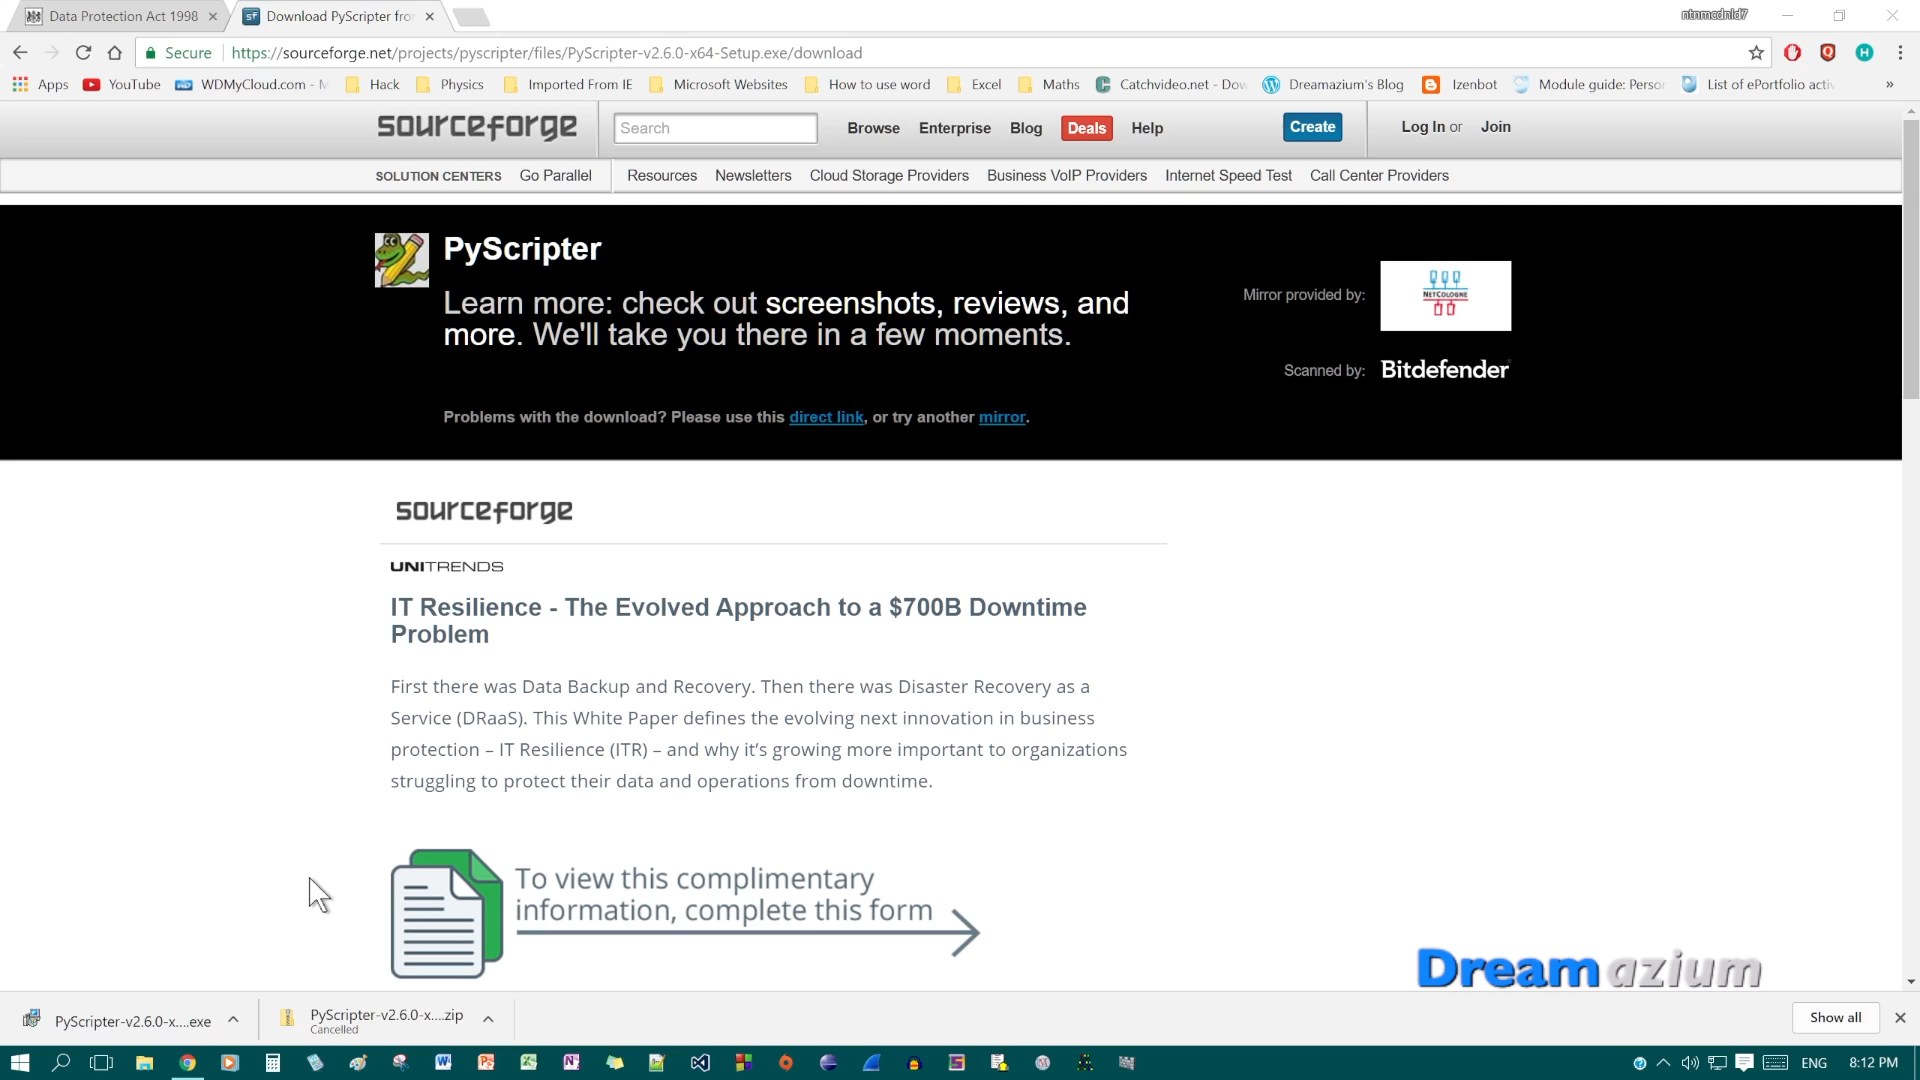 Data Protection Act 1998
Download PyScripter fror
ntnmcdnld7
Secure
https://sourceforge.net/projects/pyscripter/files/PyScripter-v2.6.0-x64-Setup.exe/download
Apps
YouTube
WDMyCloud.com - M
Hack
Physics
Imported From IE
Microsoft Websites
How to use word
Excel
Maths
Catchvideo.net - Dow
Dreamazium's Blog
Izenbot
Module guide: Person
List of ePortfolio activ
»
sourceforge
Search
Browse
Enterprise
Blog
Deals
Help
Create
Log In or Join
SOLUTION CENTERS
Go Parallel
Resources
Newsletters
Cloud Storage Providers
Business VoIP Providers
Internet Speed Test
Call Center Providers
PyScripter
Learn more: check out screenshots, reviews, and
more. We'll take you there in a few moments.
Mirror provided by:
NETCOLOGNE
Scanned by:
Bitdefender
Problems with the download? Please use this direct link, or try another mirror.
sourceforge
UNITRENDS
IT Resilience - The Evolved Approach to a $700B Downtime
Problem
First there was Data Backup and Recovery. Then there was Disaster Recovery as a
Service (DRaaS). This White Paper defines the evolving next innovation in business
protection – IT Resilience (ITR) – and why it's growing more important to organizations
struggling to protect their data and operations from downtime.
To view this complimentary
information, complete this form
Dreamazium
PyScripter-v2.6.0-x....exe
PyScripter-v2.6.0-x....zip
Cancelled
Show all
ENG
8:12 PM